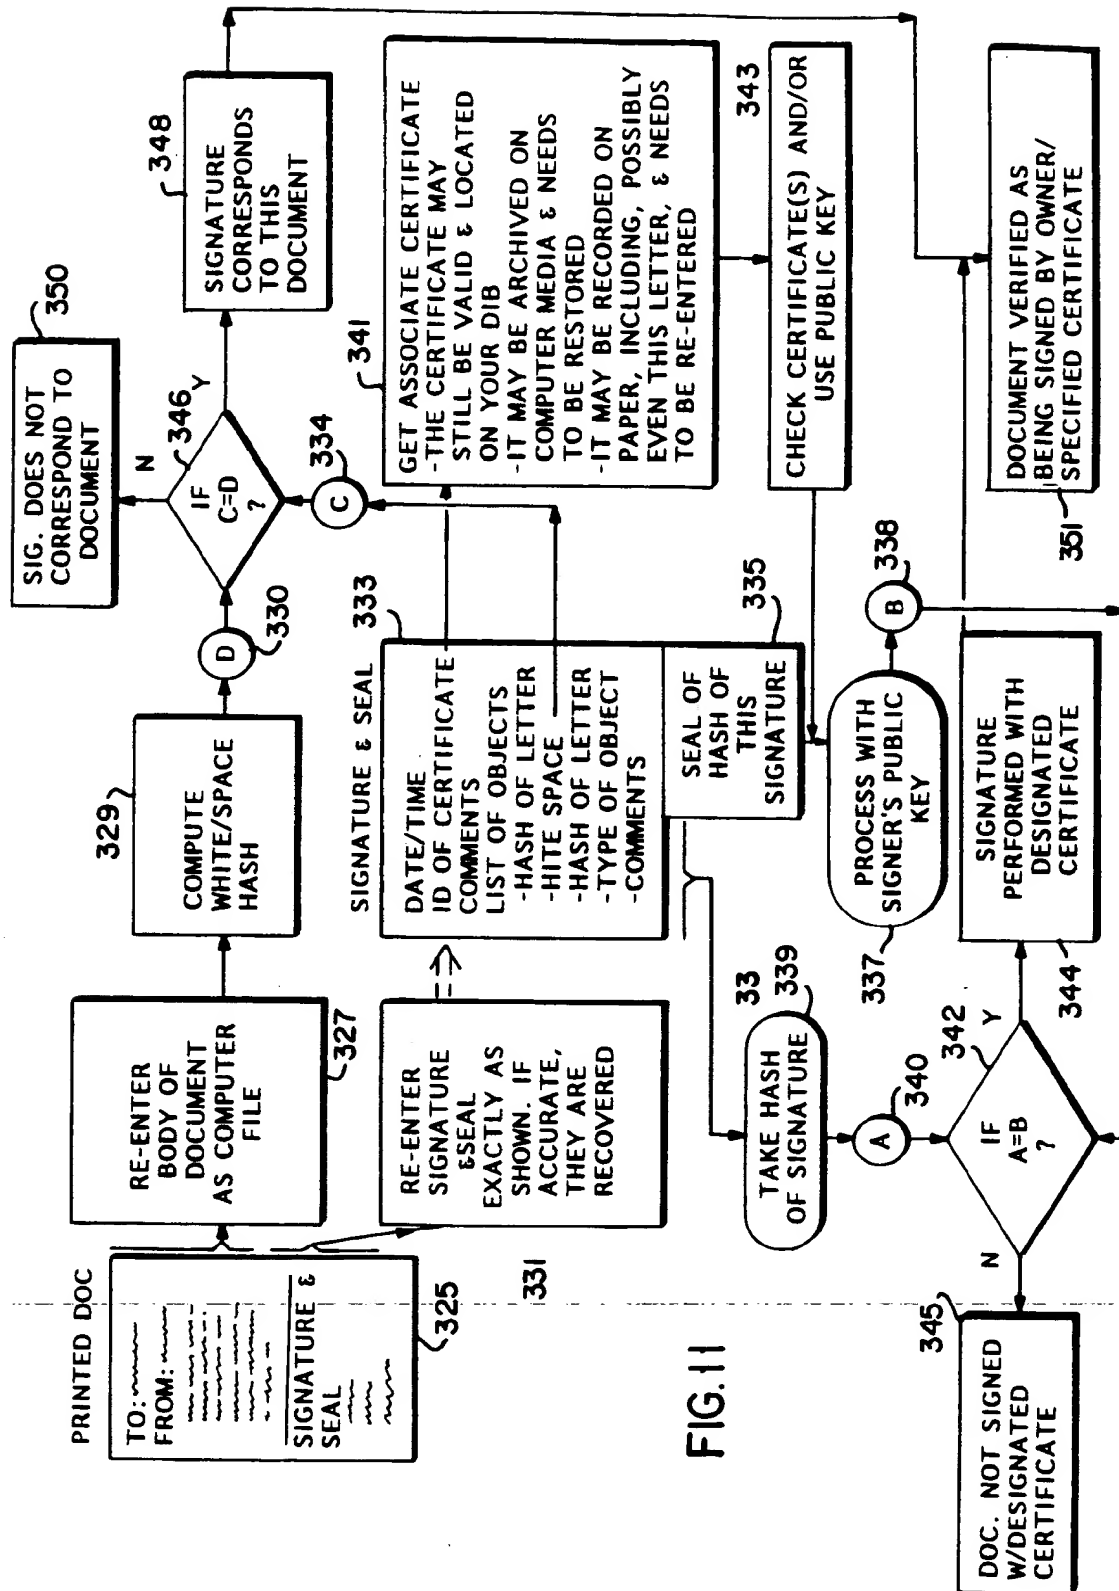 PRINTED DOC
TO:
FROM:
SIGNATURE &
SEAL
325
RE-ENTER
BODY OF
DOCUMENT
AS COMPUTER
FILE
327
COMPUTE
WHITE/SPACE
HASH
329
D
330
IF
C=D
?
346
N
Y
SIG. DOES NOT
CORRESPOND TO
DOCUMENT
350
SIGNATURE
CORRESPONDS
TO THIS
DOCUMENT
348
C
334
331
RE-ENTER
SIGNATURE
&SEAL
EXACTLY AS
SHOWN. IF
ACCURATE,
THEY ARE
RECOVERED
SIGNATURE & SEAL
333
DATE/TIME
ID OF CERTIFICATE
COMMENTS
LIST OF OBJECTS
-HASH OF LETTER
-HITE SPACE
-HASH OF LETTER
-TYPE OF OBJECT
-COMMENTS
SEAL OF
HASH OF
THIS
SIGNATURE
335
341
GET ASSOCIATE CERTIFICATE
-THE CERTIFICATE MAY
STILL BE VALID & LOCATED
ON YOUR DIB
-IT MAY BE ARCHIVED ON
COMPUTER MEDIA & NEEDS
TO BE RESTORED
-IT MAY BE RECORDED ON
PAPER, INCLUDING, POSSIBLY
EVEN THIS LETTER, & NEEDS
TO BE RE-ENTERED
343
CHECK CERTIFICATE(S) AND/OR
USE PUBLIC KEY
33
339
TAKE HASH
OF SIGNATURE
PROCESS WITH
SIGNER'S PUBLIC
KEY
337
B
338
A
340
IF
A=B
?
342
N
Y
345
DOC. NOT SIGNED
W/DESIGNATED
CERTIFICATE
SIGNATURE
PERFORMED WITH
DESIGNATED
CERTIFICATE
344
DOCUMENT VERIFIED AS
BEING SIGNED BY OWNER/
SPECIFIED CERTIFICATE
351
FIG.11